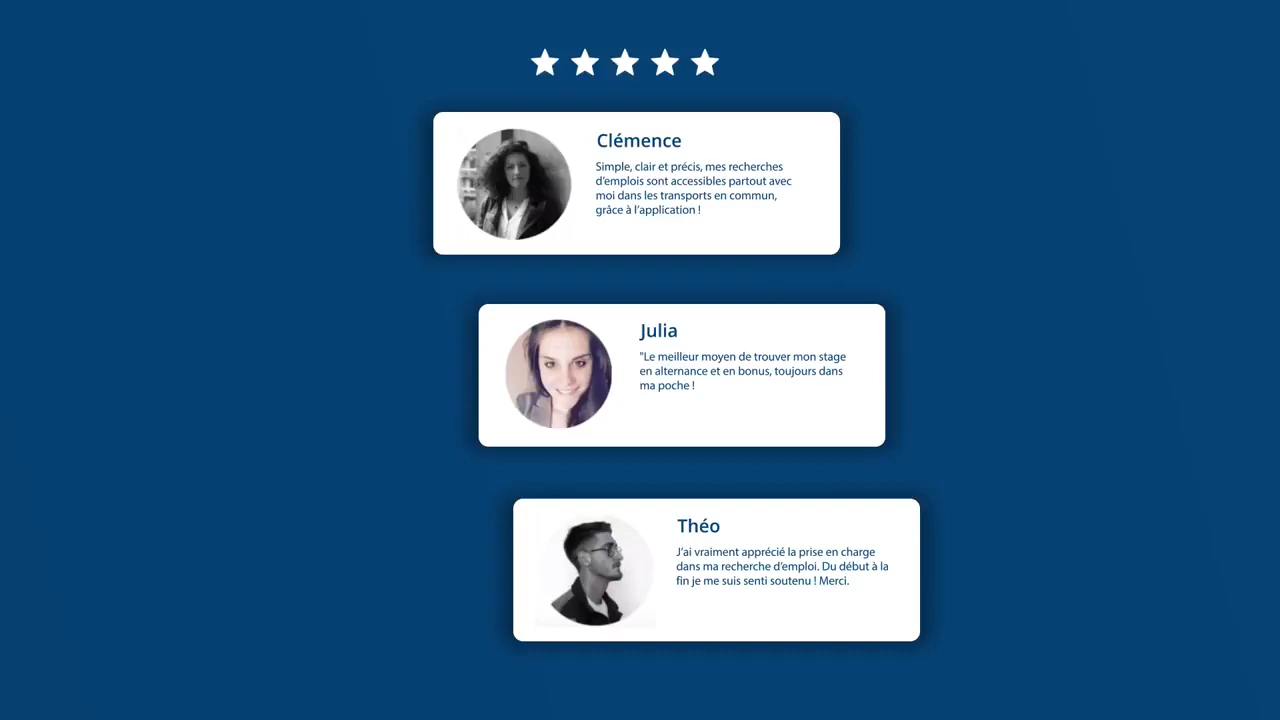 Clémence
Simple, clair et précis, mes recherches
d’emplois sont accessibles partout avec
moi dans les transports en commun,
grâce à l’application !
Julia
"Le meilleur moyen de trouver mon stage
en alternance et en bonus, toujours dans
ma poche !
Théo
J’ai vraiment apprécié la prise en charge
dans ma recherche d’emploi. Du début à la
fin je me suis senti soutenu ! Merci.